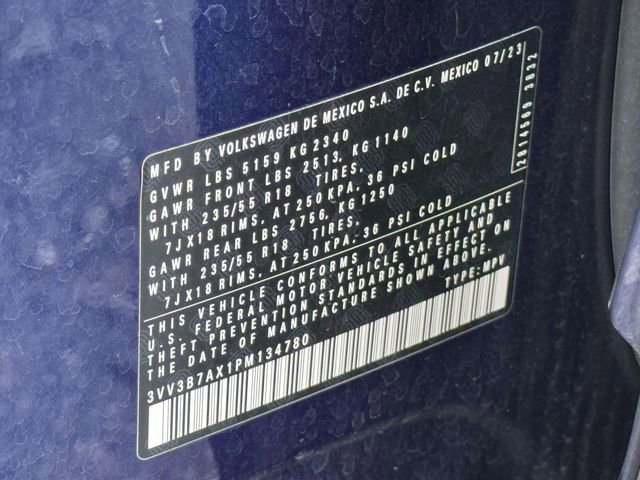 MFD BY VOLKSWAGEN DE MEXICO S.A. DE C.V. MEXICO 07/23
GVWR LBS 5159 KG 2340
GAWR FRONT LBS 2513, KG 1140
WITH 235/55 R18 TIRES,
7JX18 RIMS, AT 250 KPA, 36 PSI COLD
GAWR REAR LBS 2756, KG 1250
WITH 235/55 R18 TIRES,
7JX18 RIMS, AT 250 KPA, 36 PSI COLD
THIS VEHICLE CONFORMS TO ALL APPLICABLE
U.S. FEDERAL MOTOR VEHICLE SAFETY AND
THEFT PREVENTION STANDARDS IN EFFECT ON
THE DATE OF MANUFACTURE SHOWN ABOVE.
3VV3B7AX1PM134780 TYPE:MPV
2014569 3832